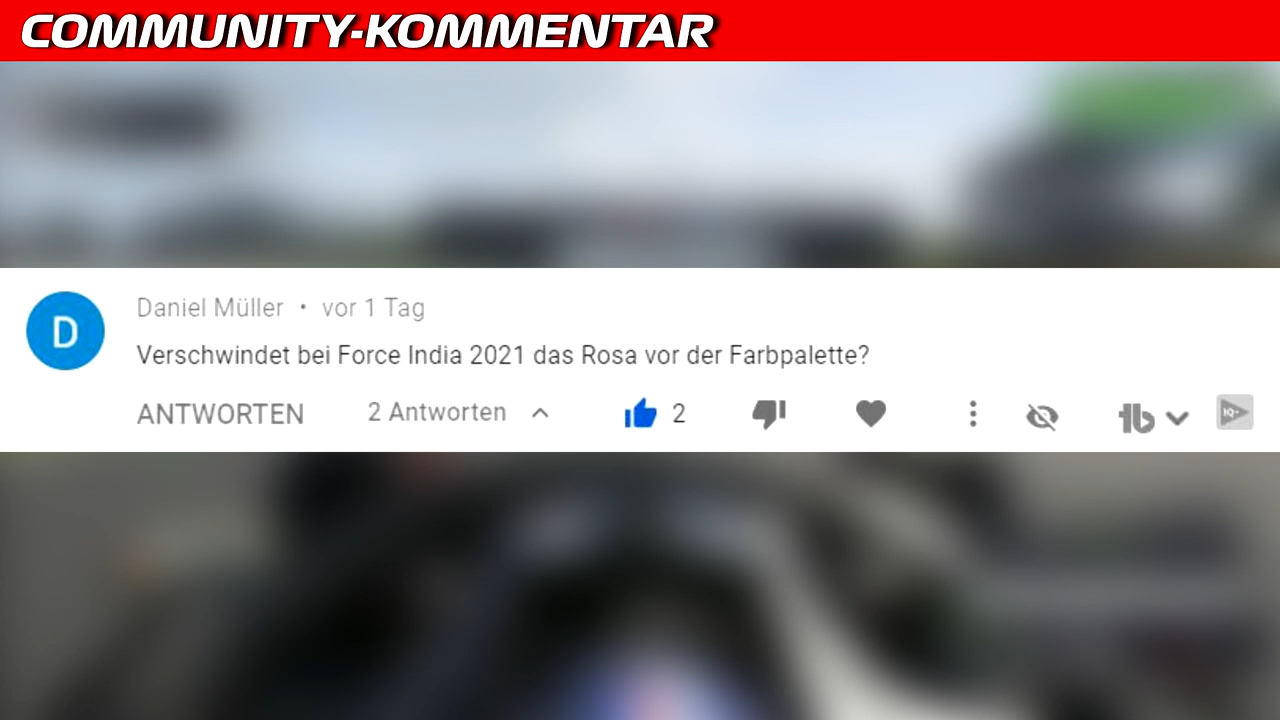 COMMUNITY-KOMMENTAR
D
Daniel Müller • vor 1 Tag
Verschwindet bei Force India 2021 das Rosa vor der Farbpalette?
ANTWORTEN 2 Antworten 2
IQ+